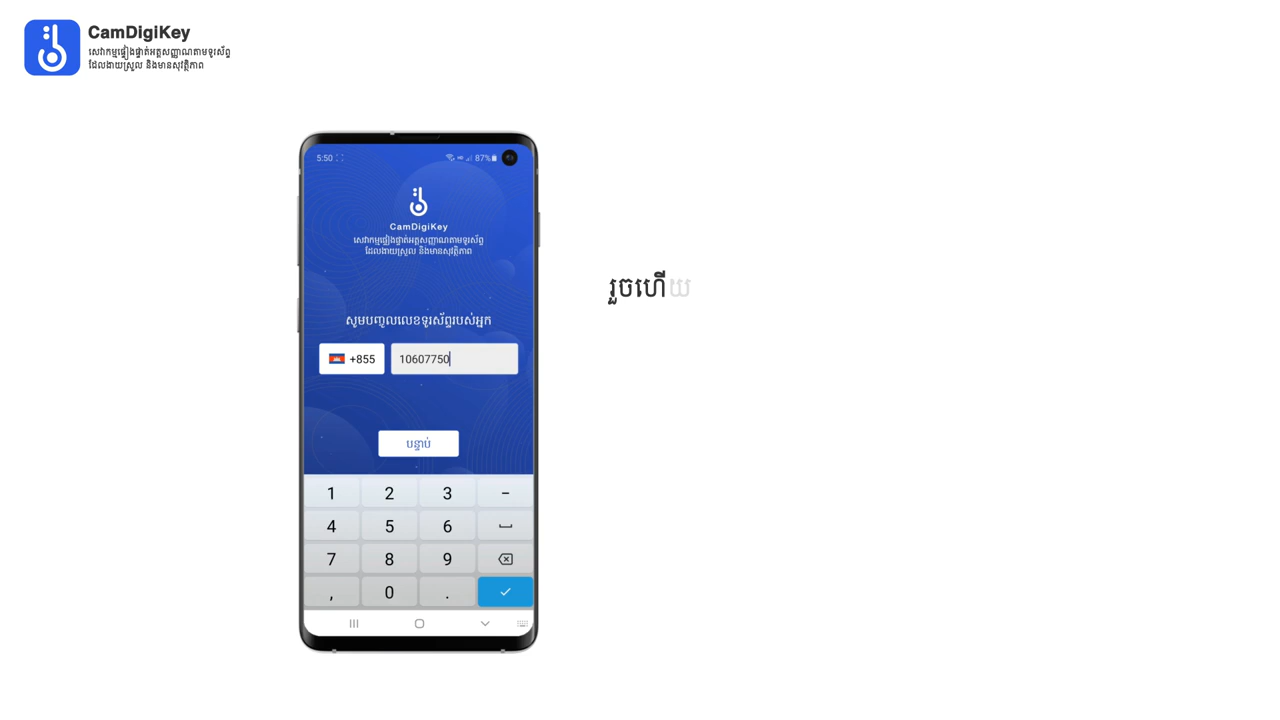 CamDigiKey
សេវាកម្មផ្ទៀងផ្ទាត់អត្តសញ្ញាណតាមទូរស័ព្ទ
ដែលងាយស្រួល និងមានសុវត្ថិភាព
5:50
87%
CamDigiKey
សេវាកម្មផ្ទៀងផ្ទាត់អត្តសញ្ញាណតាមទូរស័ព្ទ
ដែលងាយស្រួល និងមានសុវត្ថិភាព
រួចហើយ
សូមបញ្ចូលលេខទូរស័ព្ទរបស់អ្នក
+855 10607750
បន្ទាប់
1 2 3 -
4 5 6
7 8 9
, 0 .